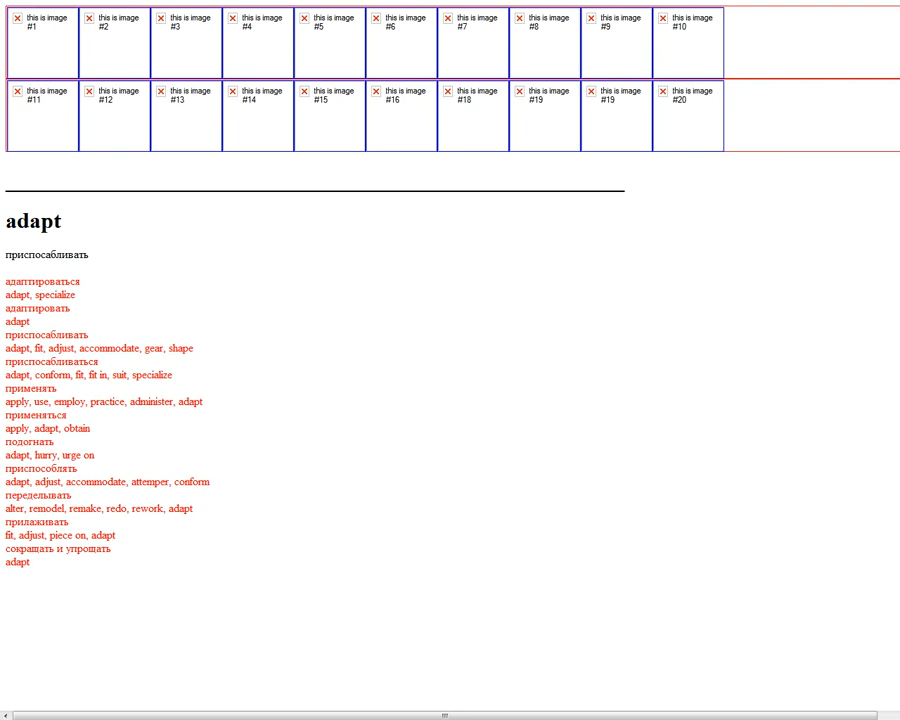 this is image #1 this is image #2 this is image #3 this is image #4 this is image #5 this is image #6 this is image #7 this is image #8 this is image #9 this is image #10
this is image #11 this is image #12 this is image #13 this is image #14 this is image #15 this is image #16 this is image #18 this is image #19 this is image #19 this is image #20
adapt
приспосабливать
адаптироваться
adapt, specialize
адаптировать
adapt
приспосабливать
adapt, fit, adjust, accommodate, gear, shape
приспосабливаться
adapt, conform, fit, fit in, suit, specialize
применять
apply, use, employ, practice, administer, adapt
применяться
apply, adapt, obtain
подогнать
adapt, hurry, urge on
приспособлять
adapt, adjust, accommodate, attemper, conform
переделывать
alter, remodel, remake, redo, rework, adapt
прилаживать
fit, adjust, piece on, adapt
сокращать и упрощать
adapt